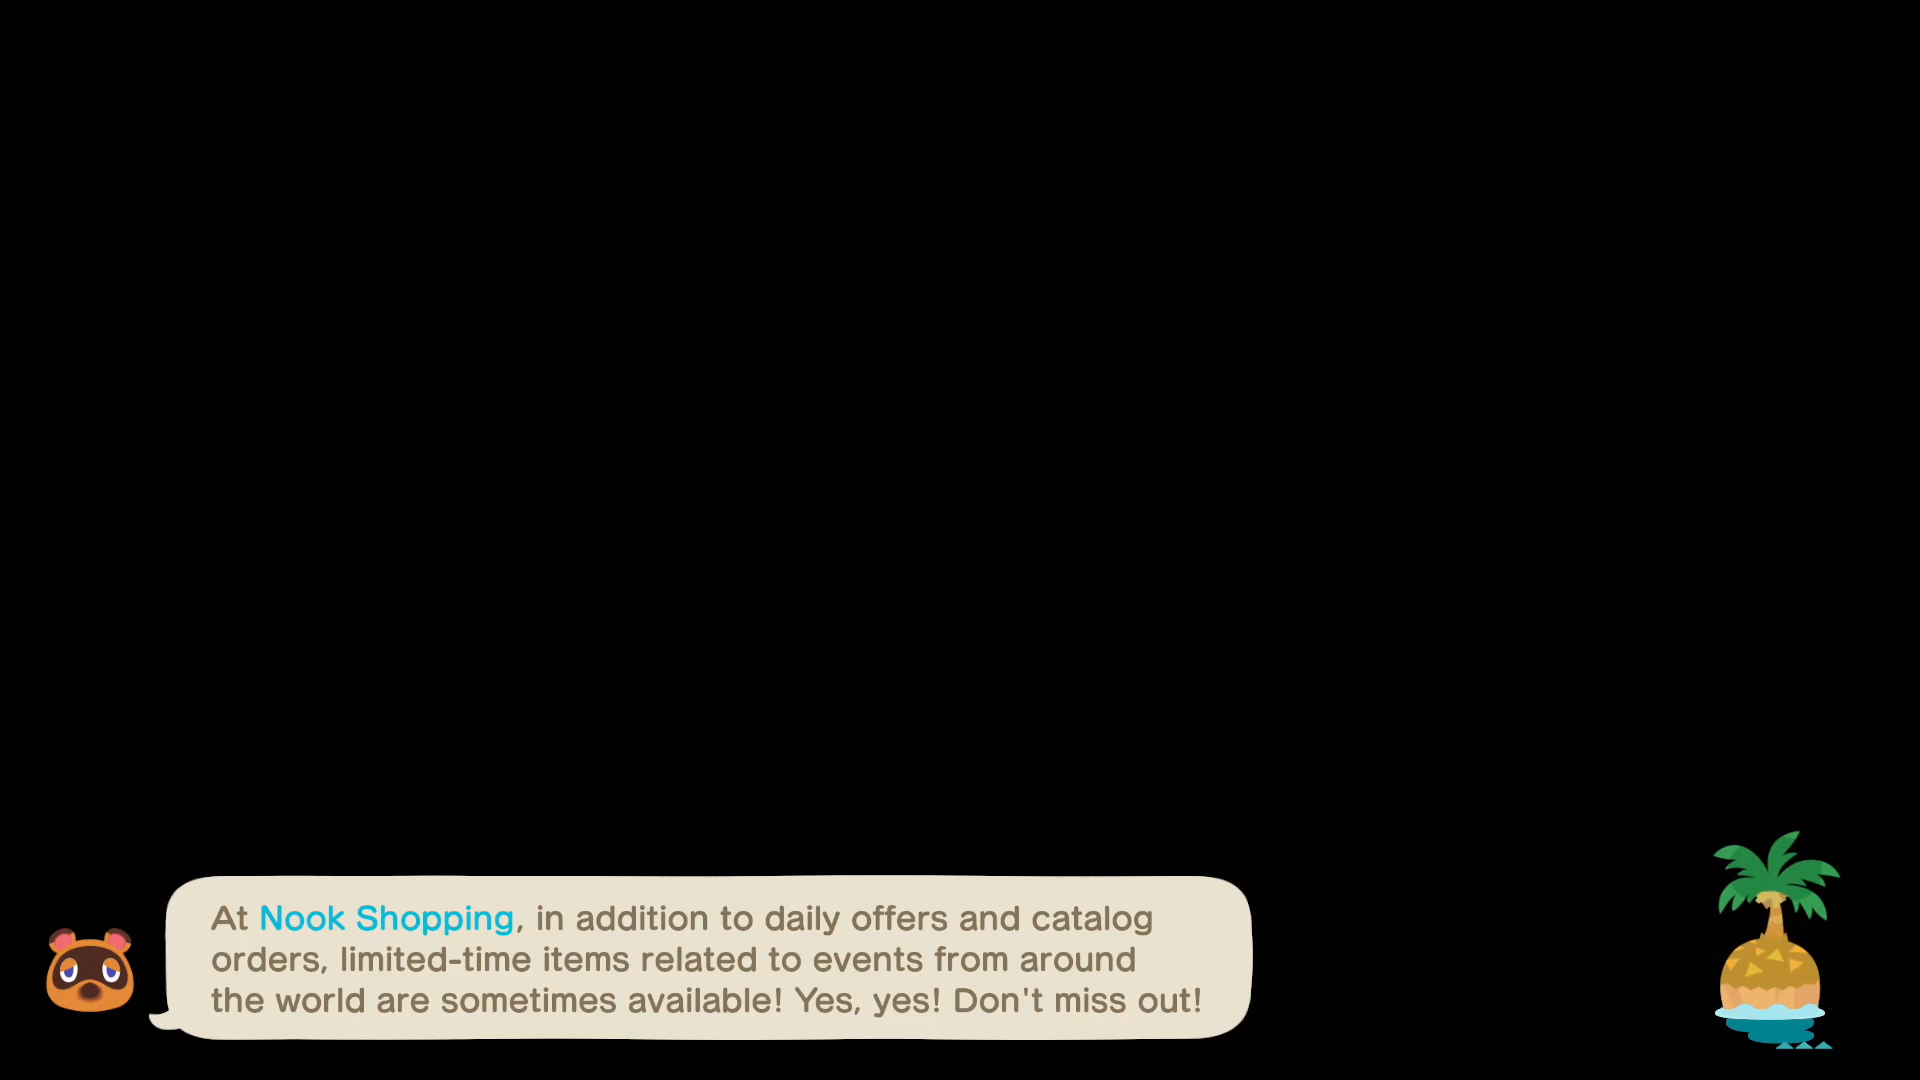 At Nook Shopping, in addition to daily offers and catalog
orders, limited-time items related to events from around
the world are sometimes available! Yes, yes! Don't miss out!